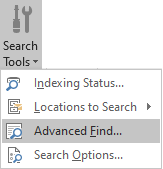 Search
Tools
Indexing Status...
Locations to Search
Advanced Find...
Search Options...